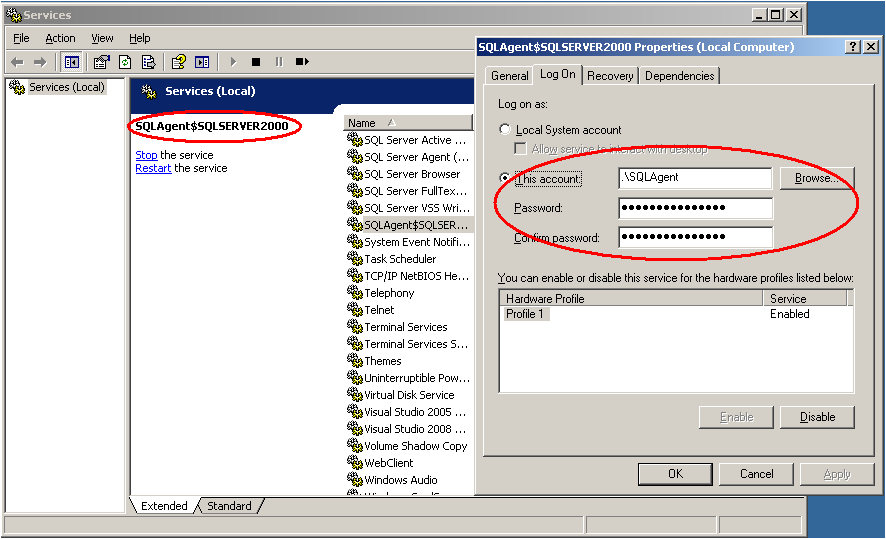 Services
File Action View Help
Services (Local)
Services (Local)
SQLAgent$SQLSERVER2000
Stop the service
Restart the service
Name
SQL Server Active ...
SQL Server Agent (...
SQL Server Browser
SQL Server FullTex...
SQL Server VSS Wri...
SQLAgent$SQLSER...
System Event Notifi...
Task Scheduler
TCP/IP NetBIOS He...
Telephony
Telnet
Terminal Services
Terminal Services S...
Themes
Uninterruptible Pow...
Virtual Disk Service
Visual Studio 2005 ...
Visual Studio 2008 ...
Volume Shadow Copy
WebClient
Windows Audio
Extended Standard
SQLAgent$SQLSERVER2000 Properties (Local Computer)
General Log On Recovery Dependencies
Log on as:
Local System account
Allow service to interact with desktop
This account: .\SQLAgent Browse...
Password: •••••••••••••••
Confirm password: •••••••••••••••
You can enable or disable this service for the hardware profiles listed below:
Hardware Profile Service
Profile 1 Enabled
Enable Disable
OK Cancel Apply